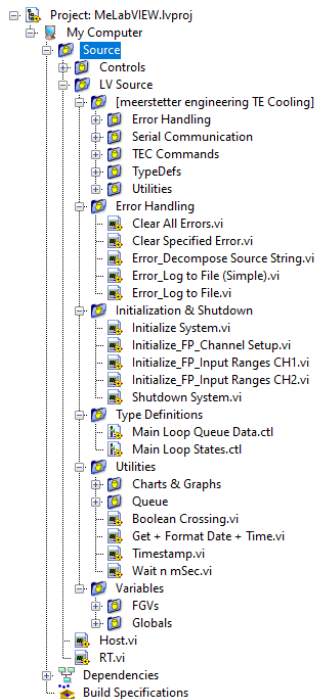 Project: MeLabVIEW.lvproj
My Computer
Source
Controls
LV Source
[meerstetter engineering TE Cooling]
Error Handling
Serial Communication
TEC Commands
TypeDefs
Utilities
Error Handling
Clear All Errors.vi
Clear Specified Error.vi
Error_Decompose Source String.vi
Error_Log to File (Simple).vi
Error_Log to File.vi
Initialization & Shutdown
Initialize System.vi
Initialize_FP_Channel Setup.vi
Initialize_FP_Input Ranges CH1.vi
Initialize_FP_Input Ranges CH2.vi
Shutdown System.vi
Type Definitions
Main Loop Queue Data.ctl
Main Loop States.ctl
Utilities
Charts & Graphs
Queue
Boolean Crossing.vi
Get + Format Date + Time.vi
Timestamp.vi
Wait n mSec.vi
Variables
FGVs
Globals
Host.vi
RT.vi
Dependencies
Build Specifications